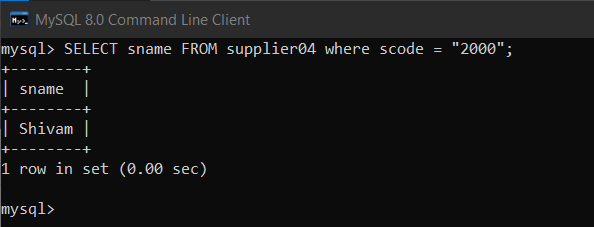 MySQL 8.0 Command Line Client
mysql> SELECT sname FROM supplier04 where scode = "2000";
+--------+
| sname  |
+--------+
| Shivam |
+--------+
1 row in set (0.00 sec)
mysql>